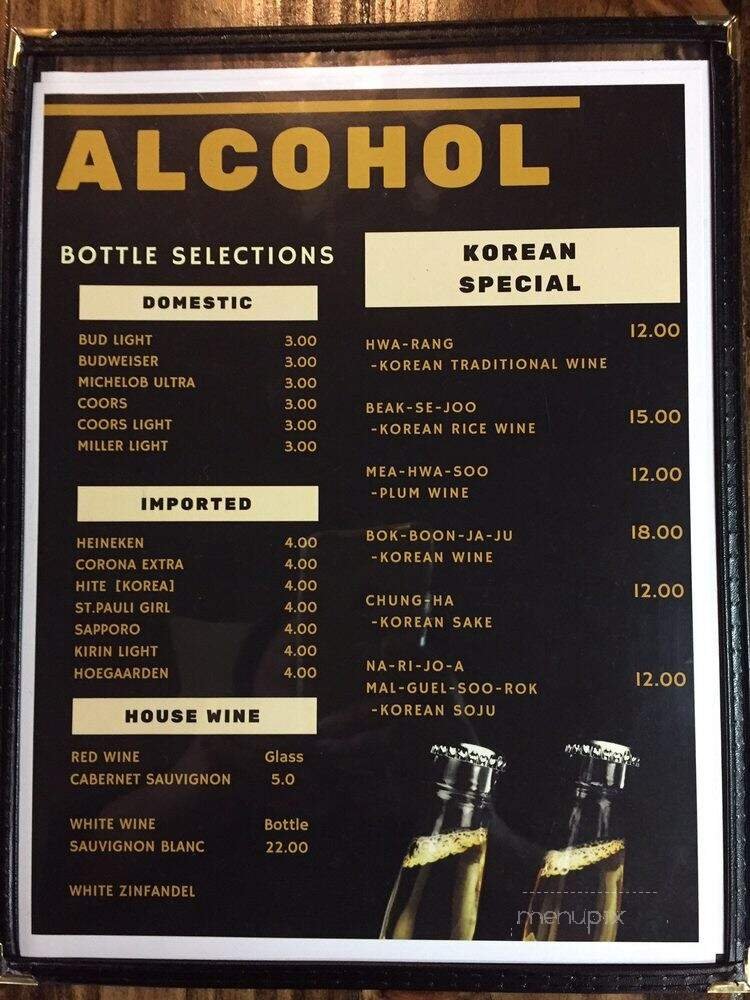 ALCOHOL
BOTTLE SELECTIONS
DOMESTIC
BUD LIGHT 3.00
BUDWEISER 3.00
MICHELOB ULTRA 3.00
COORS 3.00
COORS LIGHT 3.00
MILLER LIGHT 3.00
IMPORTED
HEINEKEN 4.00
CORONA EXTRA 4.00
HITE [KOREA] 4.00
ST.PAULI GIRL 4.00
SAPPORO 4.00
KIRIN LIGHT 4.00
HOEGAARDEN 4.00
HOUSE WINE
RED WINE Glass
CABERNET SAUVIGNON 5.0
WHITE WINE Bottle
SAUVIGNON BLANC 22.00
WHITE ZINFANDEL
KOREAN
SPECIAL
HWA-RANG 12.00
-KOREAN TRADITIONAL WINE
BEAK-SE-JOO 15.00
-KOREAN RICE WINE
MEA-HWA-SOO 12.00
-PLUM WINE
BOK-BOON-JA-JU 18.00
-KOREAN WINE
CHUNG-HA 12.00
-KOREAN SAKE
NA-RI-JO-A
MAL-GUEL-SOO-ROK 12.00
-KOREAN SOJU
menupix